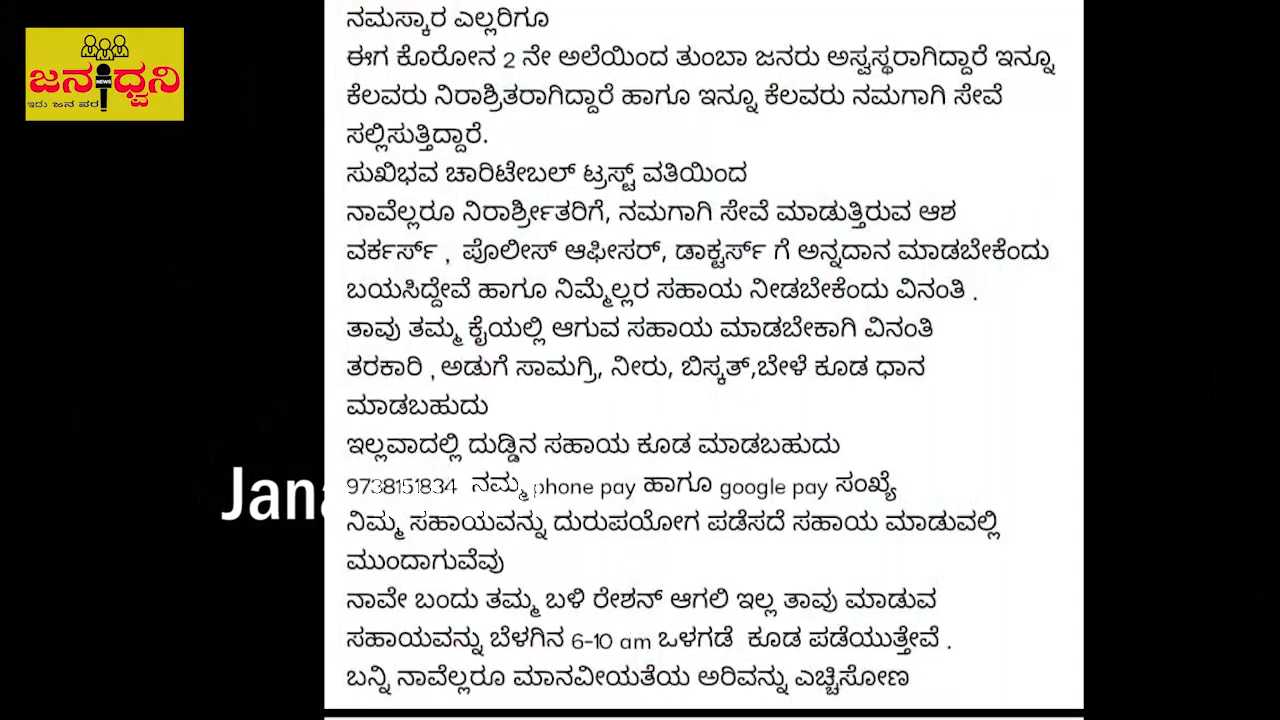 ಜನ ಧ್ವನಿ
NEWS
ಇದು ಜನ ಪರ
ನಮಸ್ಕಾರ ಎಲ್ಲರಿಗೂ
ಈಗ ಕೊರೋನ 2 ನೇ ಅಲೆಯಿಂದ ತುಂಬಾ ಜನರು ಅಸ್ವಸ್ಥರಾಗಿದ್ದಾರೆ ಇನ್ನೂ
ಕೆಲವರು ನಿರಾಶ್ರಿತರಾಗಿದ್ದಾರೆ ಹಾಗೂ ಇನ್ನೂ ಕೆಲವರು ನಮಗಾಗಿ ಸೇವೆ
ಸಲ್ಲಿಸುತ್ತಿದ್ದಾರೆ.
ಸುಖಿಭವ ಚಾರಿಟೇಬಲ್ ಟ್ರಸ್ಟ್ ವತಿಯಿಂದ
ನಾವೆಲ್ಲರೂ ನಿರಾರ್ಶ್ರೀತರಿಗೆ, ನಮಗಾಗಿ ಸೇವೆ ಮಾಡುತ್ತಿರುವ ಆಶ
ವರ್ಕರ್ಸ್ , ಪೊಲೀಸ್ ಆಫೀಸರ್, ಡಾಕ್ಟರ್ಸ್ ಗೆ ಅನ್ನದಾನ ಮಾಡಬೇಕೆಂದು
ಬಯಸಿದ್ದೇವೆ ಹಾಗೂ ನಿಮ್ಮೆಲ್ಲರ ಸಹಾಯ ನೀಡಬೇಕೆಂದು ವಿನಂತಿ .
ತಾವು ತಮ್ಮ ಕೈಯಲ್ಲಿ ಆಗುವ ಸಹಾಯ ಮಾಡಬೇಕಾಗಿ ವಿನಂತಿ
ತರಕಾರಿ , ಅಡುಗೆ ಸಾಮಗ್ರಿ, ನೀರು, ಬಿಸ್ಕತ್,ಬೇಳೆ ಕೂಡ ಧಾನ
ಮಾಡಬಹುದು
ಇಲ್ಲವಾದಲ್ಲಿ ದುಡ್ಡಿನ ಸಹಾಯ ಕೂಡ ಮಾಡಬಹುದು
9738151834 ನಮ್ಮ phone pay ಹಾಗೂ google pay ಸಂಖ್ಯೆ
ನಿಮ್ಮ ಸಹಾಯವನ್ನು ದುರುಪಯೋಗ ಪಡೆಸದೆ ಸಹಾಯ ಮಾಡುವಲ್ಲಿ
ಮುಂದಾಗುವೆವು
ನಾವೇ ಬಂದು ತಮ್ಮ ಬಳಿ ರೇಶನ್ ಆಗಲಿ ಇಲ್ಲ ತಾವು ಮಾಡುವ
ಸಹಾಯವನ್ನು ಬೆಳಗಿನ 6-10 am ಒಳಗಡೆ ಕೂಡ ಪಡೆಯುತ್ತೇವೆ .
ಬನ್ನಿ ನಾವೆಲ್ಲರೂ ಮಾನವೀಯತೆಯ ಅರಿವನ್ನು ಎಚ್ಚಿಸೋಣ